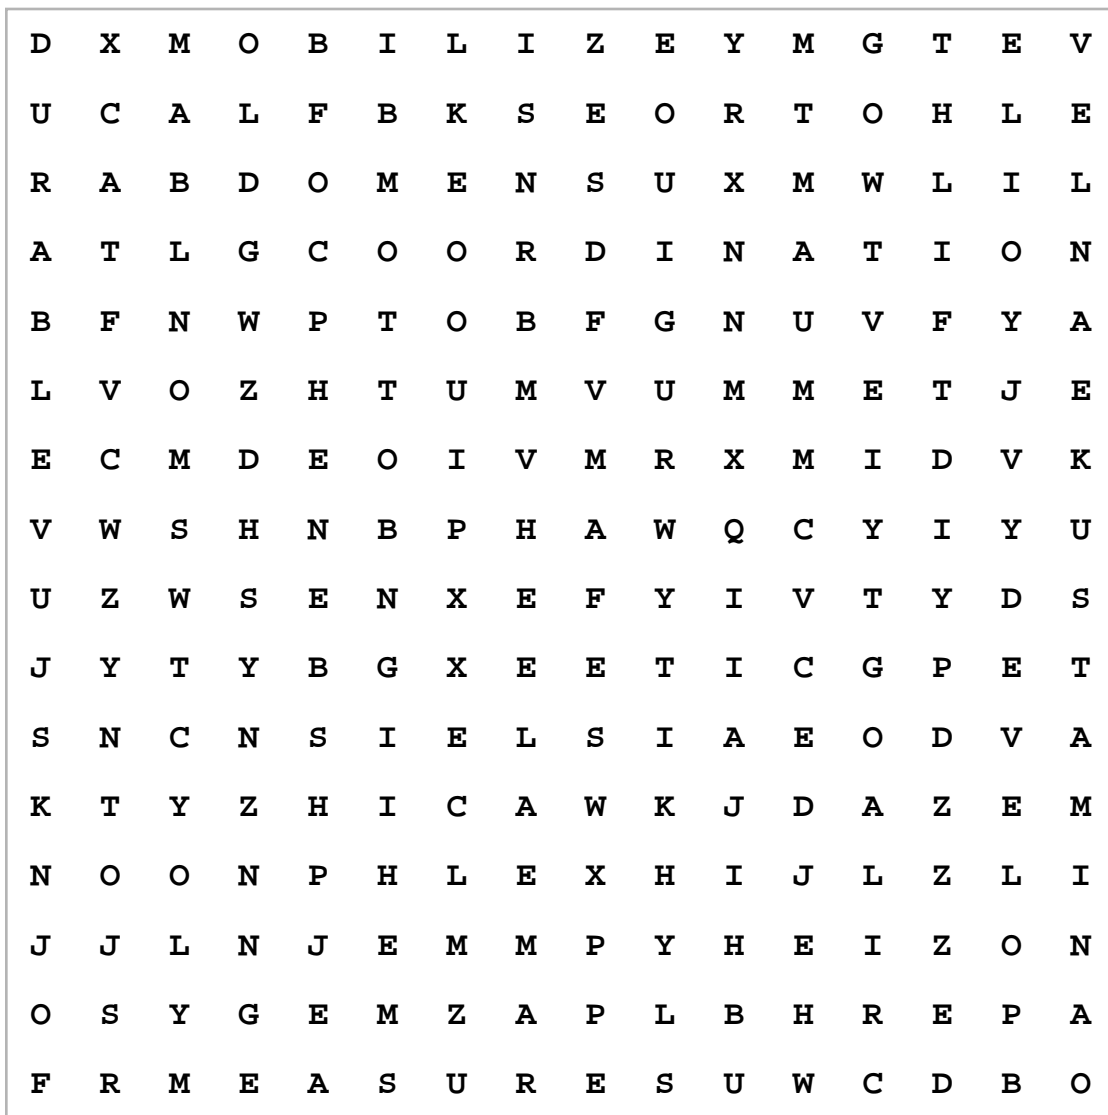 D X M O B I L I Z E Y M G T E V
U C A L F B K S E O R T O H L E
R A B D O M E N S U X M W L I L
A T L G C O O R D I N A T I O N
B F N W P T O B F G N U V F Y A
L V O Z H T U M V U M M E T J E
E C M D E O I V M R X M I D V K
V W S H N B P H A W Q C Y I Y U
U Z W S E N X E F Y I V T Y D S
J Y T Y B G X E E T I C G P E T
S N C N S I E L S I A E O D V A
K T Y Z H I C A W K J D A Z E M
N O O N P H L E X H I J L Z L I
J J L N J E M M P Y H E I Z O N
O S Y G E M Z A P L B H R E P A
F R M E A S U R E S U W C D B O